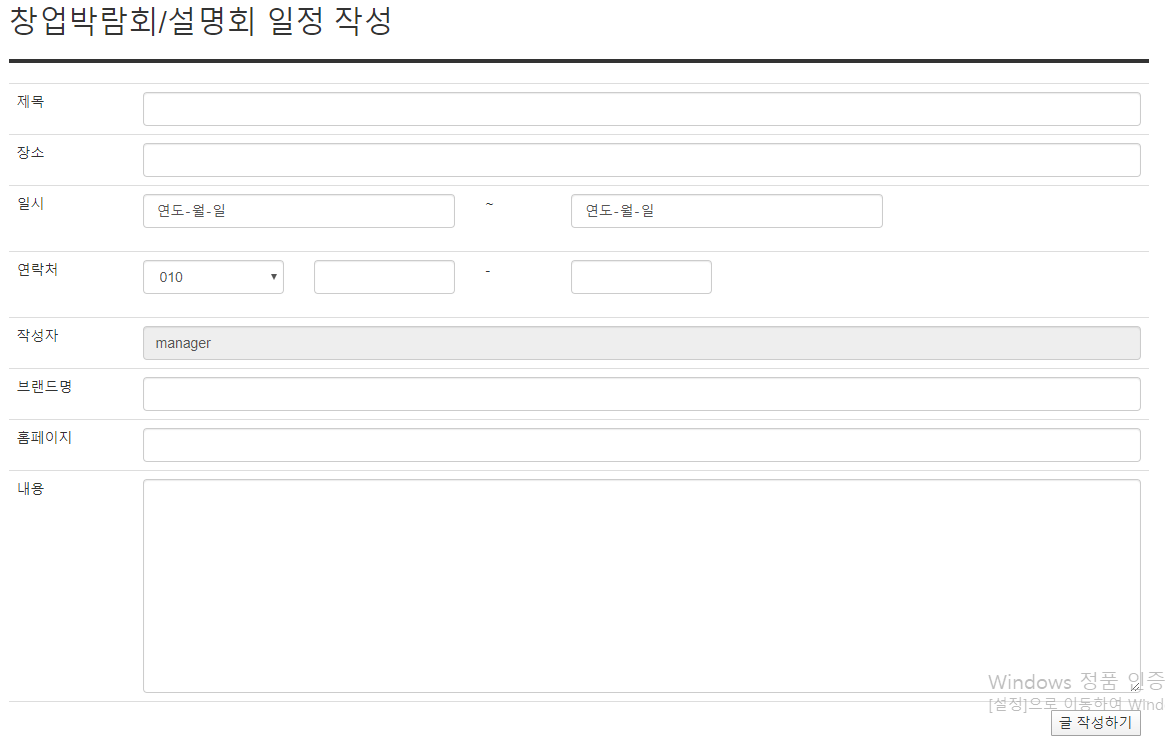 창업박람회/설명회 일정 작성
제목
장소
일시 연도-월-일 ~ 연도-월-일
연락처 010 -
작성자 manager
브랜드명
홈페이지
내용
Windows 정품 인증
[설정]으로 이동하여 Wind
글 작성하기